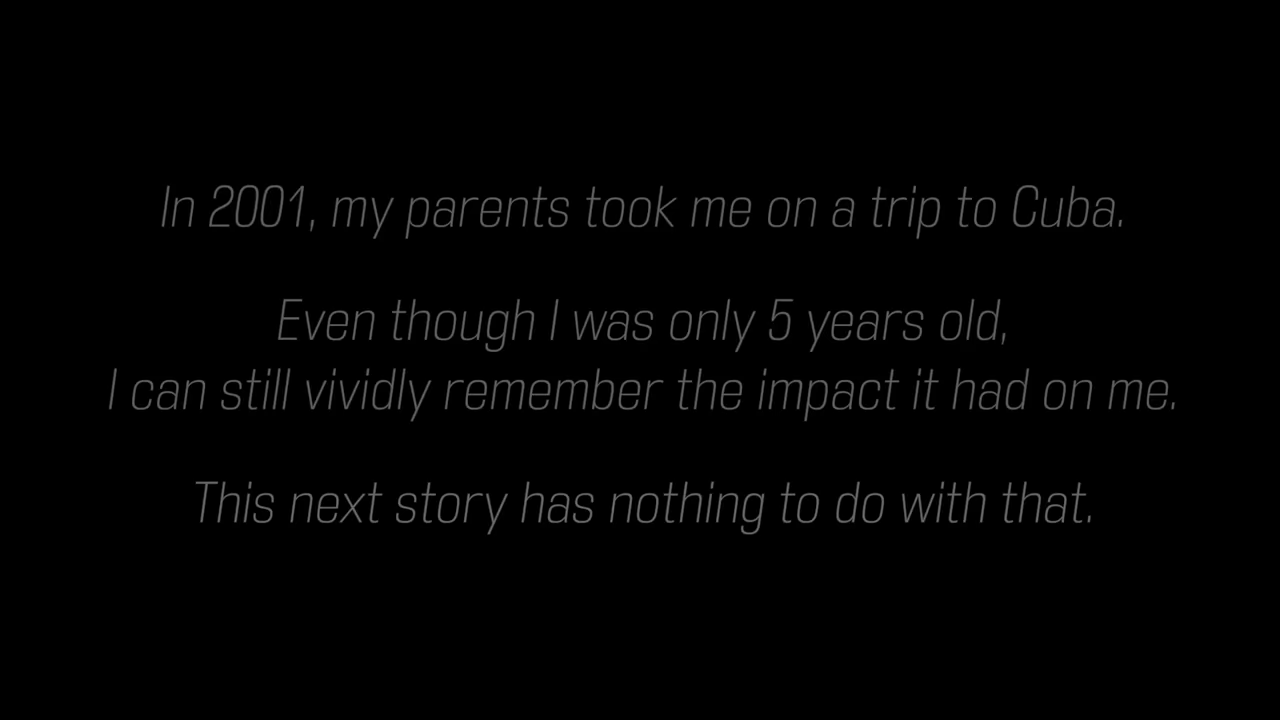 In 2001, my parents took me on a trip to Cuba.
Even though I was only 5 years old,
I can still vividly remember the impact it had on me.
This next story has nothing to do with that.